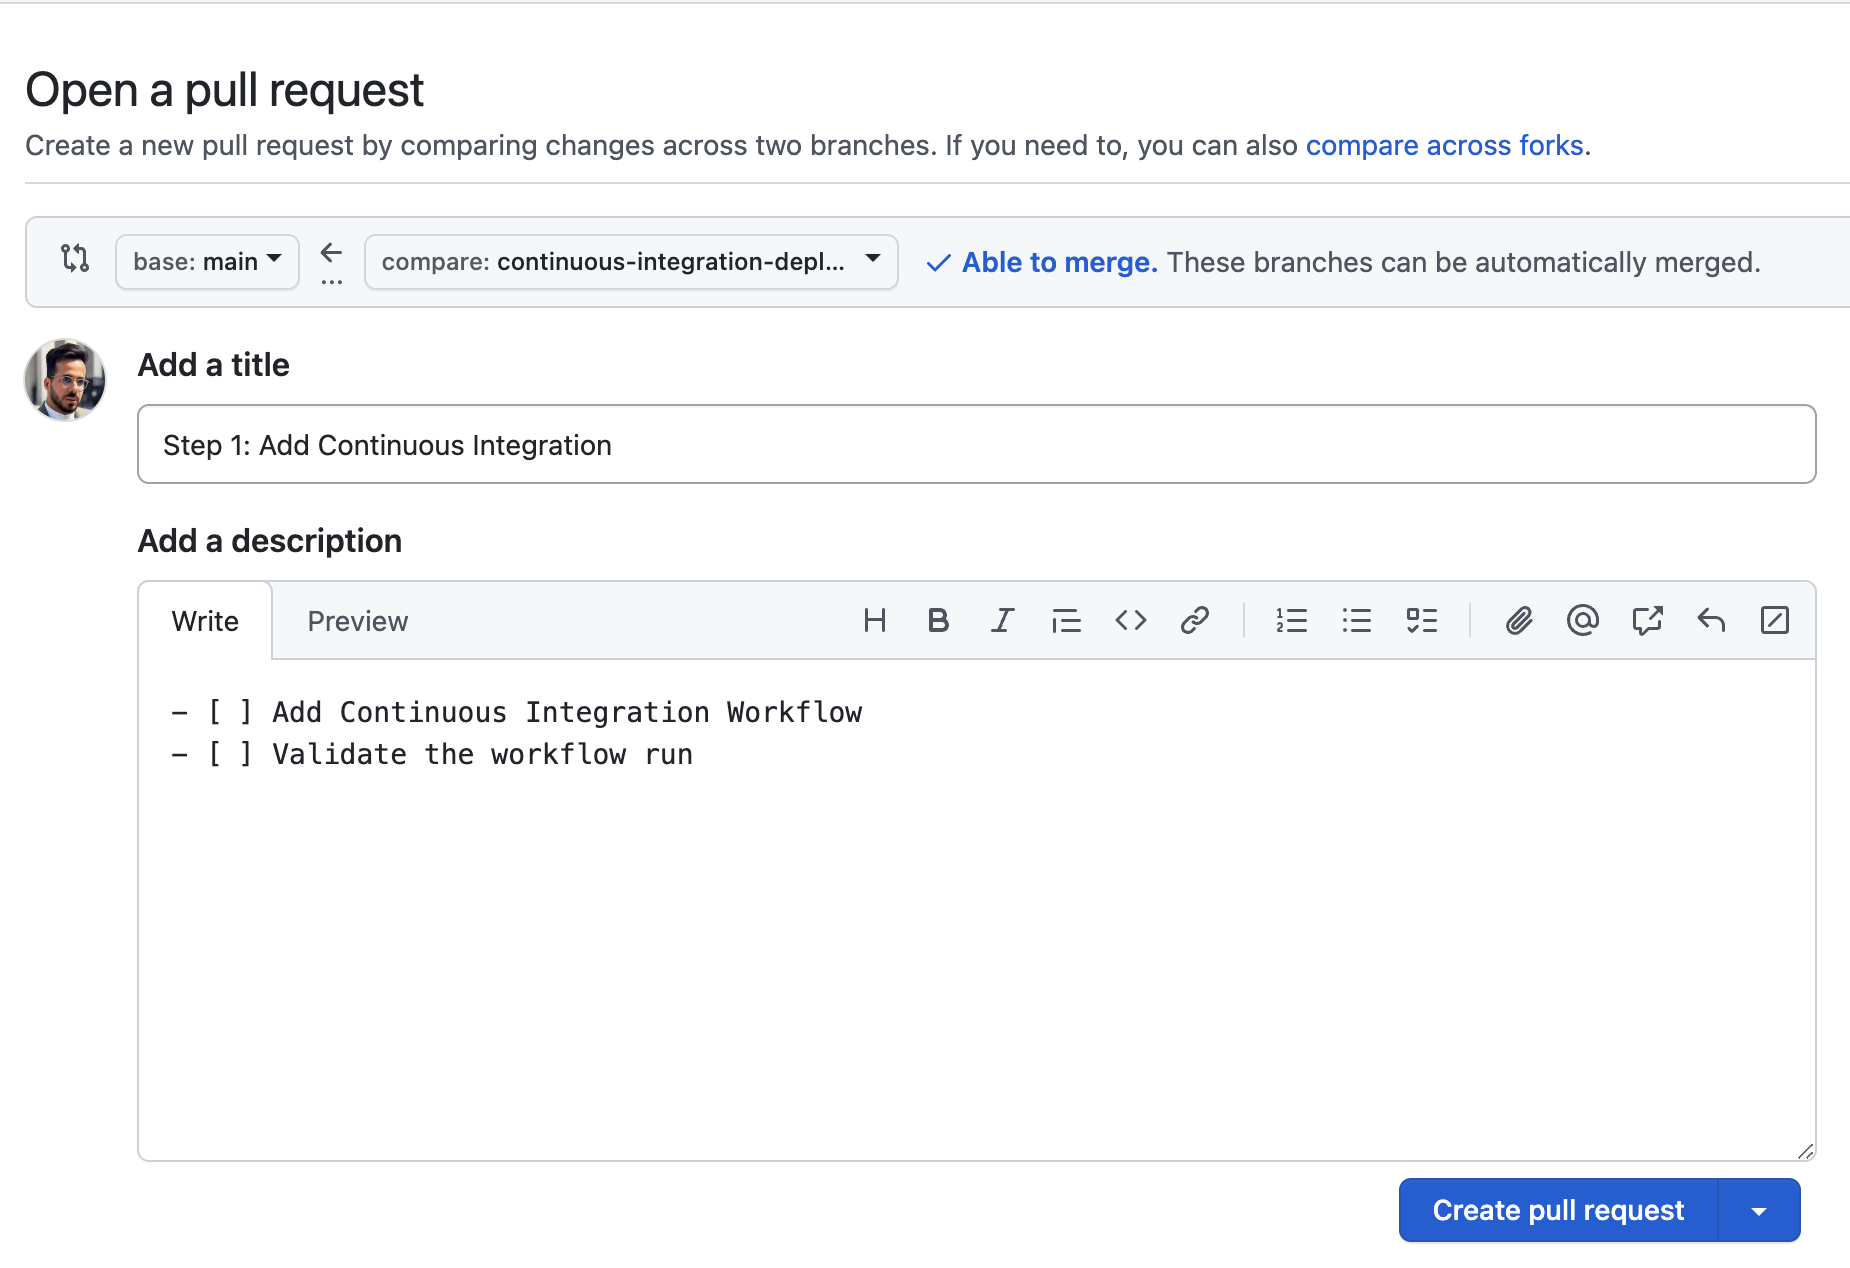 Open a pull request
Create a new pull request by comparing changes across two branches. If you need to, you can also compare across forks.
base: main
compare: continuous-integration-depl...
Able to merge. These branches can be automatically merged.
Add a title
Step 1: Add Continuous Integration
Add a description
Write Preview
- [ ] Add Continuous Integration Workflow
- [ ] Validate the workflow run
Create pull request